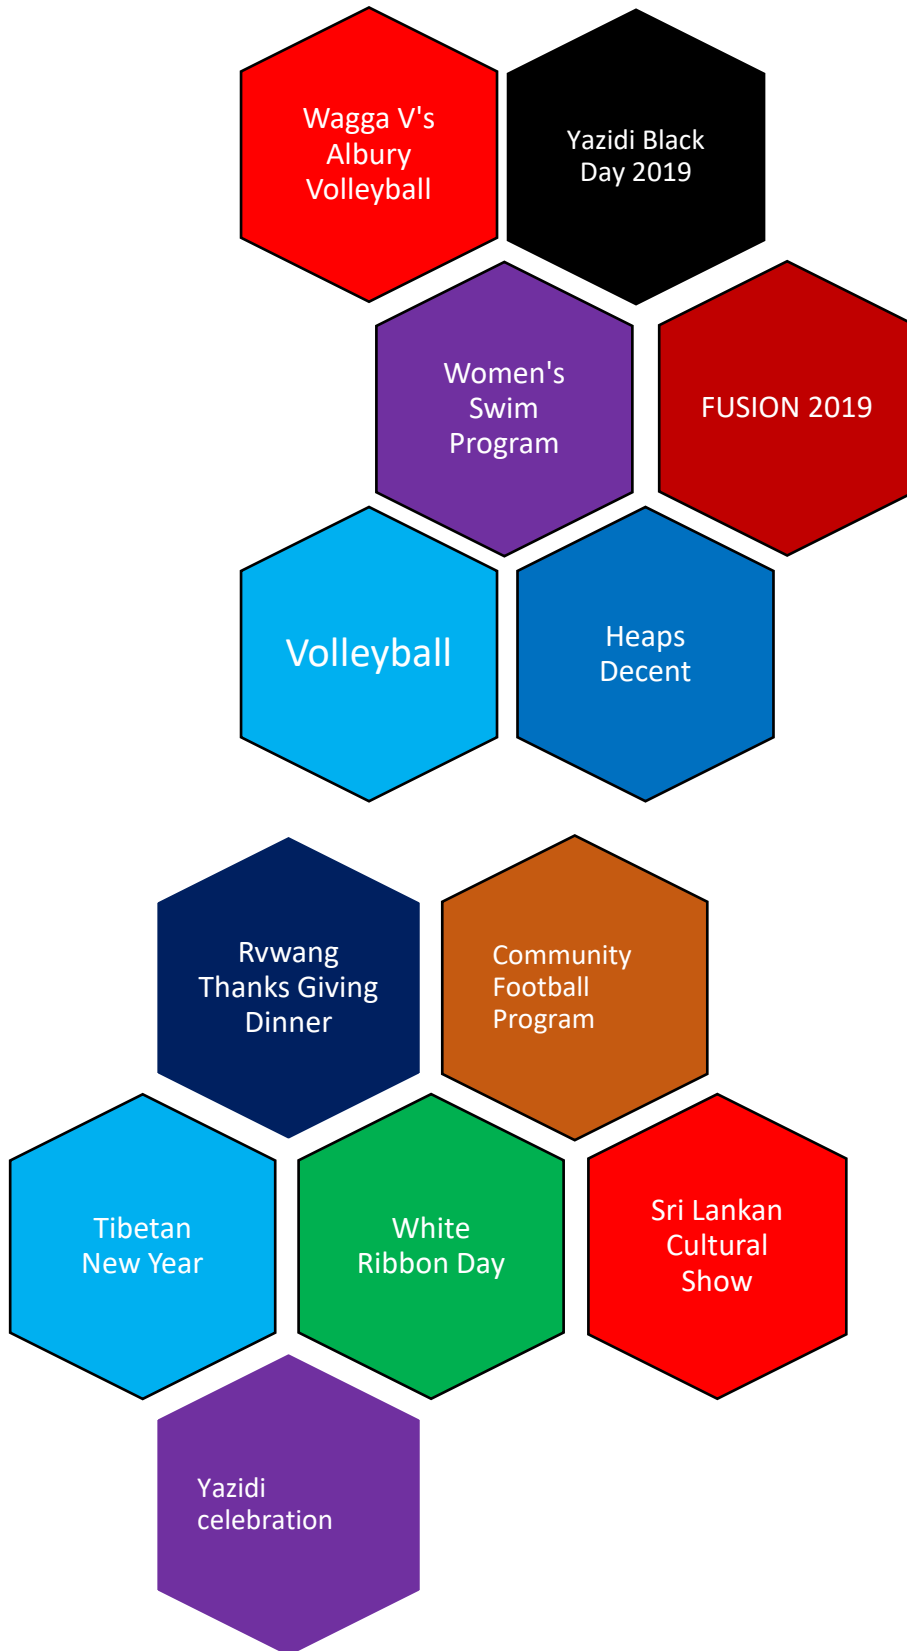 Wagga V's
Albury
Volleyball
Yazidi Black
Day 2019
Women's
Swim
Program
FUSION 2019
Volleyball
Heaps
Decent
Rvwang
Thanks Giving
Dinner
Community
Football
Program
Tibetan
New Year
White
Ribbon Day
Sri Lankan
Cultural
Show
Yazidi
celebration